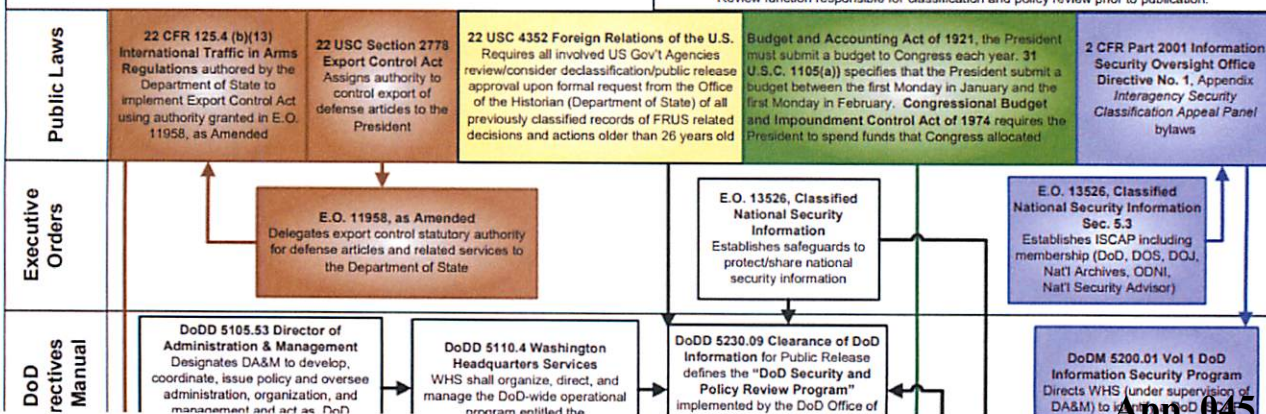 Review function responsible for classification and policy review prior to publication.
Public Laws
22 CFR 125.4 (b)(13)
International Traffic in Arms
Regulations authored by the
Department of State to
implement Export Control Act
using authority granted in E.O.
11958, as Amended
22 USC Section 2778
Export Control Act
Assigns authority to
control export of
defense articles to the
President
22 USC 4352 Foreign Relations of the U.S.
Requires all involved US Gov't Agencies
review/consider declassification/public release
approval upon formal request from the Office
of the Historian (Department of State) of all
previously classified records of FRUS related
decisions and actions older than 26 years old
Budget and Accounting Act of 1921, the President
must submit a budget to Congress each year. 31
U.S.C. 1105(a)) specifies that the President submit a
budget between the first Monday in January and the
first Monday in February. Congressional Budget
and Impoundment Control Act of 1974 requires the
President to spend funds that Congress allocated
2 CFR Part 2001 Information
Security Oversight Office
Directive No. 1, Appendix
Interagency Security
Classification Appeal Panel
bylaws
Executive
Orders
E.O. 11958, as Amended
Delegates export control statutory authority
for defense articles and related services to
the Department of State
E.O. 13526, Classified
National Security
Information
Establishes safeguards to
protect/share national
security information
E.O. 13526, Classified
National Security Information
Sec. 5.3
Establishes ISCAP including
membership (DoD, DOS, DOJ,
Nat'l Archives, ODNI,
Nat'l Security Advisor)
DoD
rectives
Manual
DoDD 5105.53 Director of
Administration & Management
Designates DA&M to develop,
coordinate, issue policy and oversee
administration, organization, and
management and act as DoD
DoDD 5110.4 Washington
Headquarters Services
WHS shall organize, direct, and
manage the DoD-wide operational
program entitled the
DoDD 5230.09 Clearance of DoD
Information for Public Release
defines the "DoD Security and
Policy Review Program"
implemented by the DoD Office of
DoDM 5200.01 Vol 1 DoD
Information Security Program
Directs WHS (under supervision of
DA&M) to
App. 045